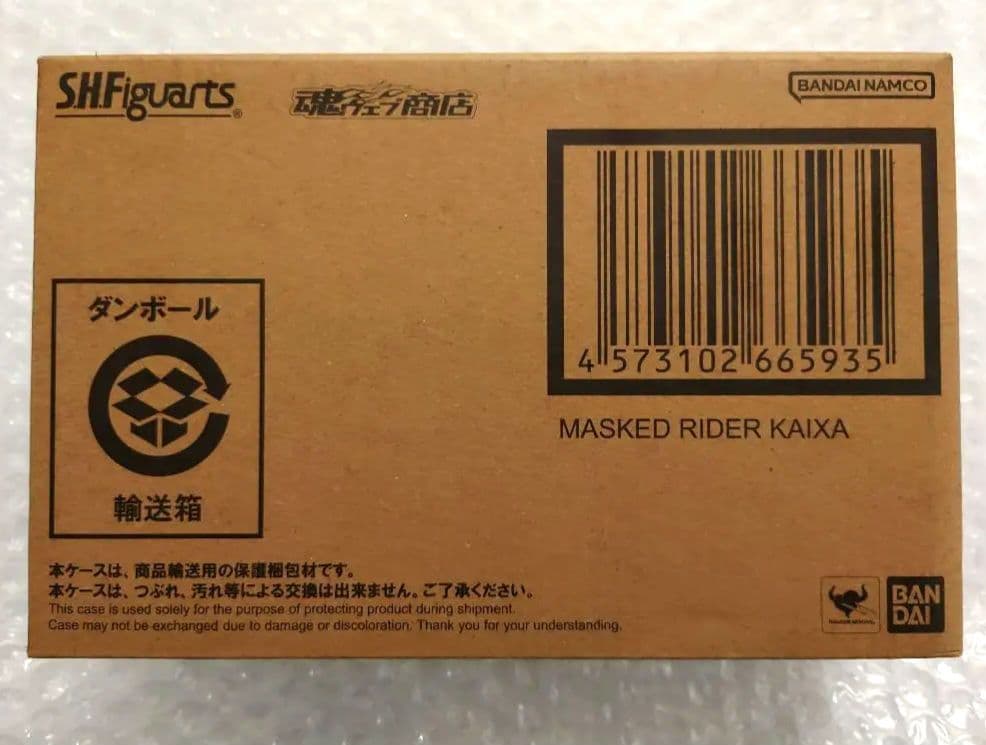 S.H.Figuarts®
魂ウェブ商店
BANDAI NAMCO
4 573102 665935
MASKED RIDER KAIXA
ダンボール
輸送箱
本ケースは、商品輸送用の保護梱包材です。
本ケースは、つぶれ、汚れ等による交換は出来ません。ご了承ください。
This case is used solely for the purpose of protecting product during shipment.
Case may not be exchanged due to damage or discoloration. Thank you for your understanding.
BAN
DAI